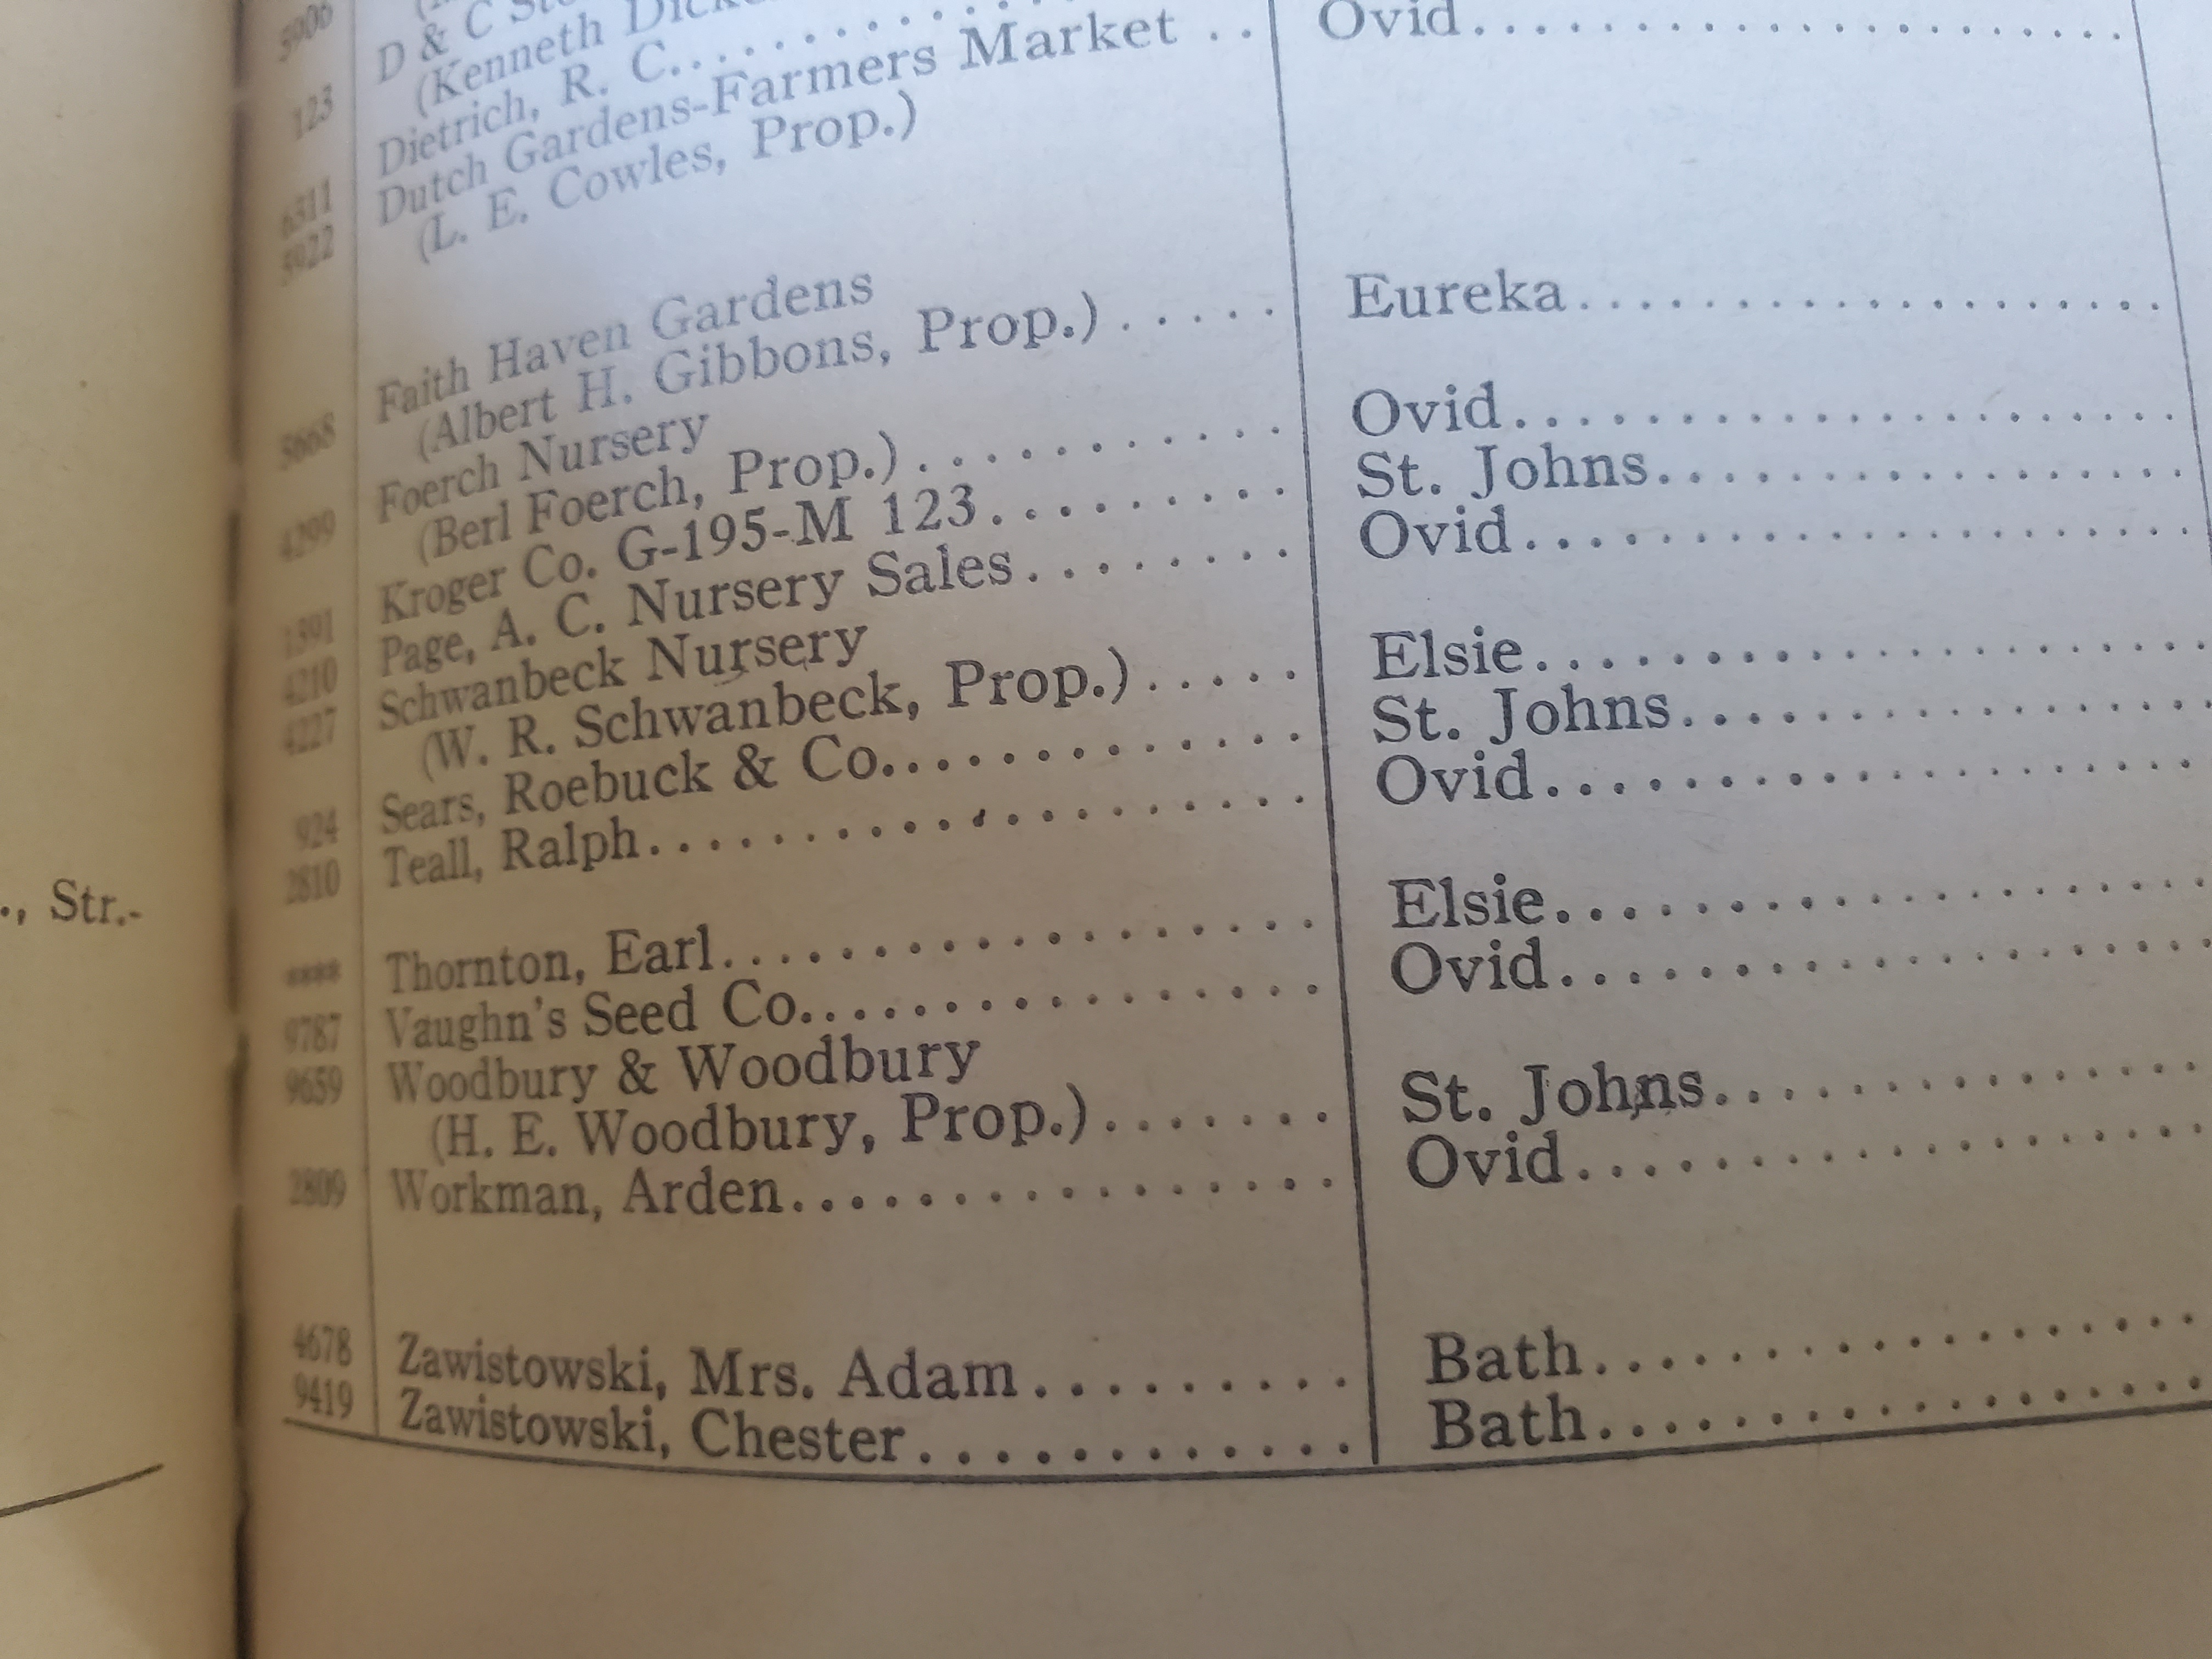 D & C
(Kenneth
123 Dietrich, R. C. . . . . . . . . .
Dutch Gardens-Farmers Market . . Ovid. . . . . . . . . . . . . . . . . . . .
(L. E. Cowles, Prop.)
Faith Haven Gardens
(Albert H. Gibbons, Prop.) . . . . . Eureka. . . . . . . . . . . . . . . . . .
Foerch Nursery
(Berl Foerch, Prop.) . . . . . . . . . . . Ovid. . . . . . . . . . . . . . . . . . . .
Kroger Co. G-195-M 123. . . . . . . . . St. Johns. . . . . . . . . . . . . . . .
4210 Page, A. C. Nursery Sales. . . . . . . . Ovid. . . . . . . . . . . . . . . . . . . .
4227 Schwanbeck Nursery
(W. R. Schwanbeck, Prop.) . . . . . Elsie. . . . . . . . . . . . . . . . . . . .
924 Sears, Roebuck & Co. . . . . . . . . . . . . St. Johns. . . . . . . . . . . . . . . .
2810 Teall, Ralph. . . . . . . . . . . . . . . . . . Ovid. . . . . . . . . . . . . . . . . . . .
., Str.-
**** Thornton, Earl. . . . . . . . . . . . . . . . . Elsie. . . . . . . . . . . . . . . . . . . .
9787 Vaughn's Seed Co. . . . . . . . . . . . . . . Ovid. . . . . . . . . . . . . . . . . . . .
9659 Woodbury & Woodbury
(H. E. Woodbury, Prop.) . . . . . . . St. Johns. . . . . . . . . . . . . . .
2809 Workman, Arden. . . . . . . . . . . . . . . . Ovid. . . . . . . . . . . . . . . . . . . .
4678 Zawistowski, Mrs. Adam . . . . . . . . . . Bath. . . . . . . . . . . . . . . . . . .
9419 Zawistowski, Chester . . . . . . . . . . . . . Bath. . . . . . . . . . . . . . . . . . .